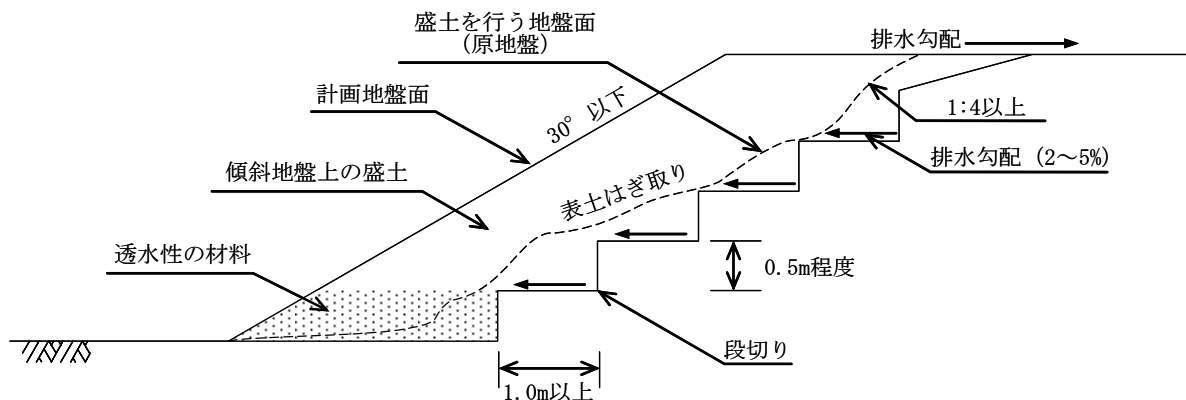 盛土を行う地盤面
(原地盤)
排水勾配
計画地盤面
30° 以下
1:4以上
排水勾配 (2～5%)
傾斜地盤上の盛土
表土はぎ取り
透水性の材料
0.5m程度
段切り
1.0m以上